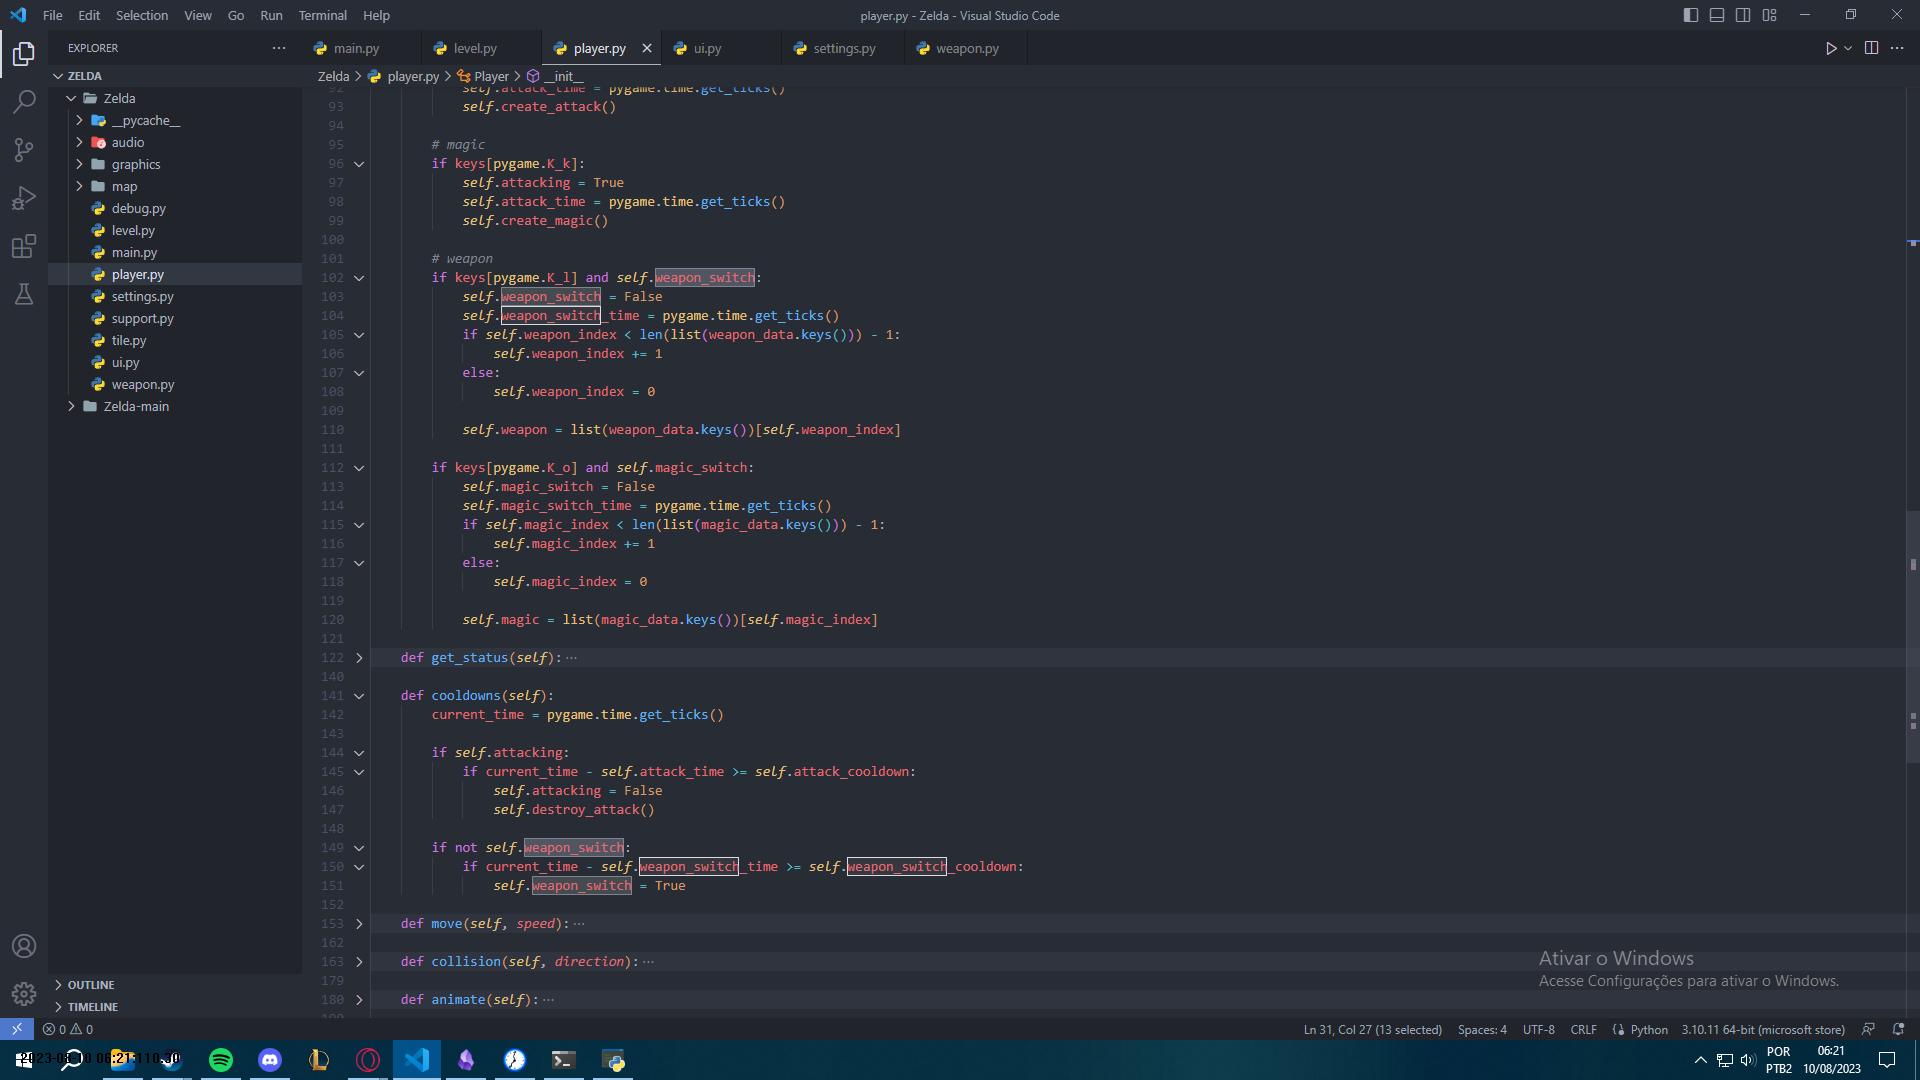 File Edit Selection View Go Run Terminal Help
player.py - Zelda - Visual Studio Code
EXPLORER
ZELDA
Zelda
__pycache__
audio
graphics
map
debug.py
level.py
main.py
player.py
settings.py
support.py
tile.py
ui.py
weapon.py
Zelda-main
OUTLINE
TIMELINE
main.py level.py player.py ui.py settings.py weapon.py
Zelda > player.py > Player > __init__
92 self.attack_time = pygame.time.get_ticks()
93 self.create_attack()
94
95 # magic
96 if keys[pygame.K_k]:
97 self.attacking = True
98 self.attack_time = pygame.time.get_ticks()
99 self.create_magic()
100
101 # weapon
102 if keys[pygame.K_l] and self.weapon_switch:
103 self.weapon_switch = False
104 self.weapon_switch_time = pygame.time.get_ticks()
105 if self.weapon_index < len(list(weapon_data.keys())) - 1:
106 self.weapon_index += 1
107 else:
108 self.weapon_index = 0
109
110 self.weapon = list(weapon_data.keys())[self.weapon_index]
111
112 if keys[pygame.K_o] and self.magic_switch:
113 self.magic_switch = False
114 self.magic_switch_time = pygame.time.get_ticks()
115 if self.magic_index < len(list(magic_data.keys())) - 1:
116 self.magic_index += 1
117 else:
118 self.magic_index = 0
119
120 self.magic = list(magic_data.keys())[self.magic_index]
121
122 def get_status(self): ⋯
140
141 def cooldowns(self):
142 current_time = pygame.time.get_ticks()
143
144 if self.attacking:
145 if current_time - self.attack_time >= self.attack_cooldown:
146 self.attacking = False
147 self.destroy_attack()
148
149 if not self.weapon_switch:
150 if current_time - self.weapon_switch_time >= self.weapon_switch_cooldown:
151 self.weapon_switch = True
152
153 def move(self, speed): ⋯
162
163 def collision(self, direction): ⋯
179
180 def animate(self): ⋯
Ativar o Windows
Acesse Configurações para ativar o Windows.
0 0
Ln 31, Col 27 (13 selected) Spaces: 4 UTF-8 CRLF Python 3.10.11 64-bit (microsoft store)
POR
PTB2
06:21
10/08/2023